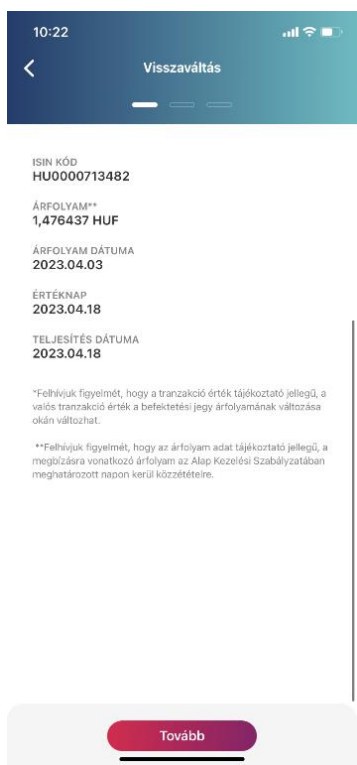 10:22
Visszaváltás
ISIN KÓD
HU0000713482
ÁRFOLYAM**
1,476437 HUF
ÁRFOLYAM DÁTUMA
2023.04.03
ÉRTÉKNAP
2023.04.18
TELJESÍTÉS DÁTUMA
2023.04.18
*Felhívjuk figyelmét, hogy a tranzakció érték tájékoztató jellegű, a
valós tranzakció érték a befektetési jegy árfolyamának változása
okán változhat.
**Felhívjuk figyelmét, hogy az árfolyam adat tájékoztató jellegű, a
megbízásra vonatkozó árfolyam az Alap Kezelési Szabályzatában
meghatározott napon kerül közzétételre.
Tovább